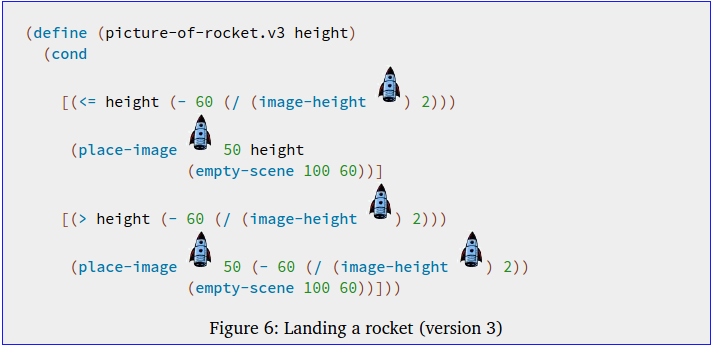 (define (picture-of-rocket.v3 height)
(cond
[(<= height (- 60 (/ (image-height ) 2)))
(place-image 50 height
(empty-scene 100 60))]
[(> height (- 60 (/ (image-height ) 2)))
(place-image 50 (- 60 (/ (image-height ) 2))
(empty-scene 100 60))]))
Figure 6: Landing a rocket (version 3)